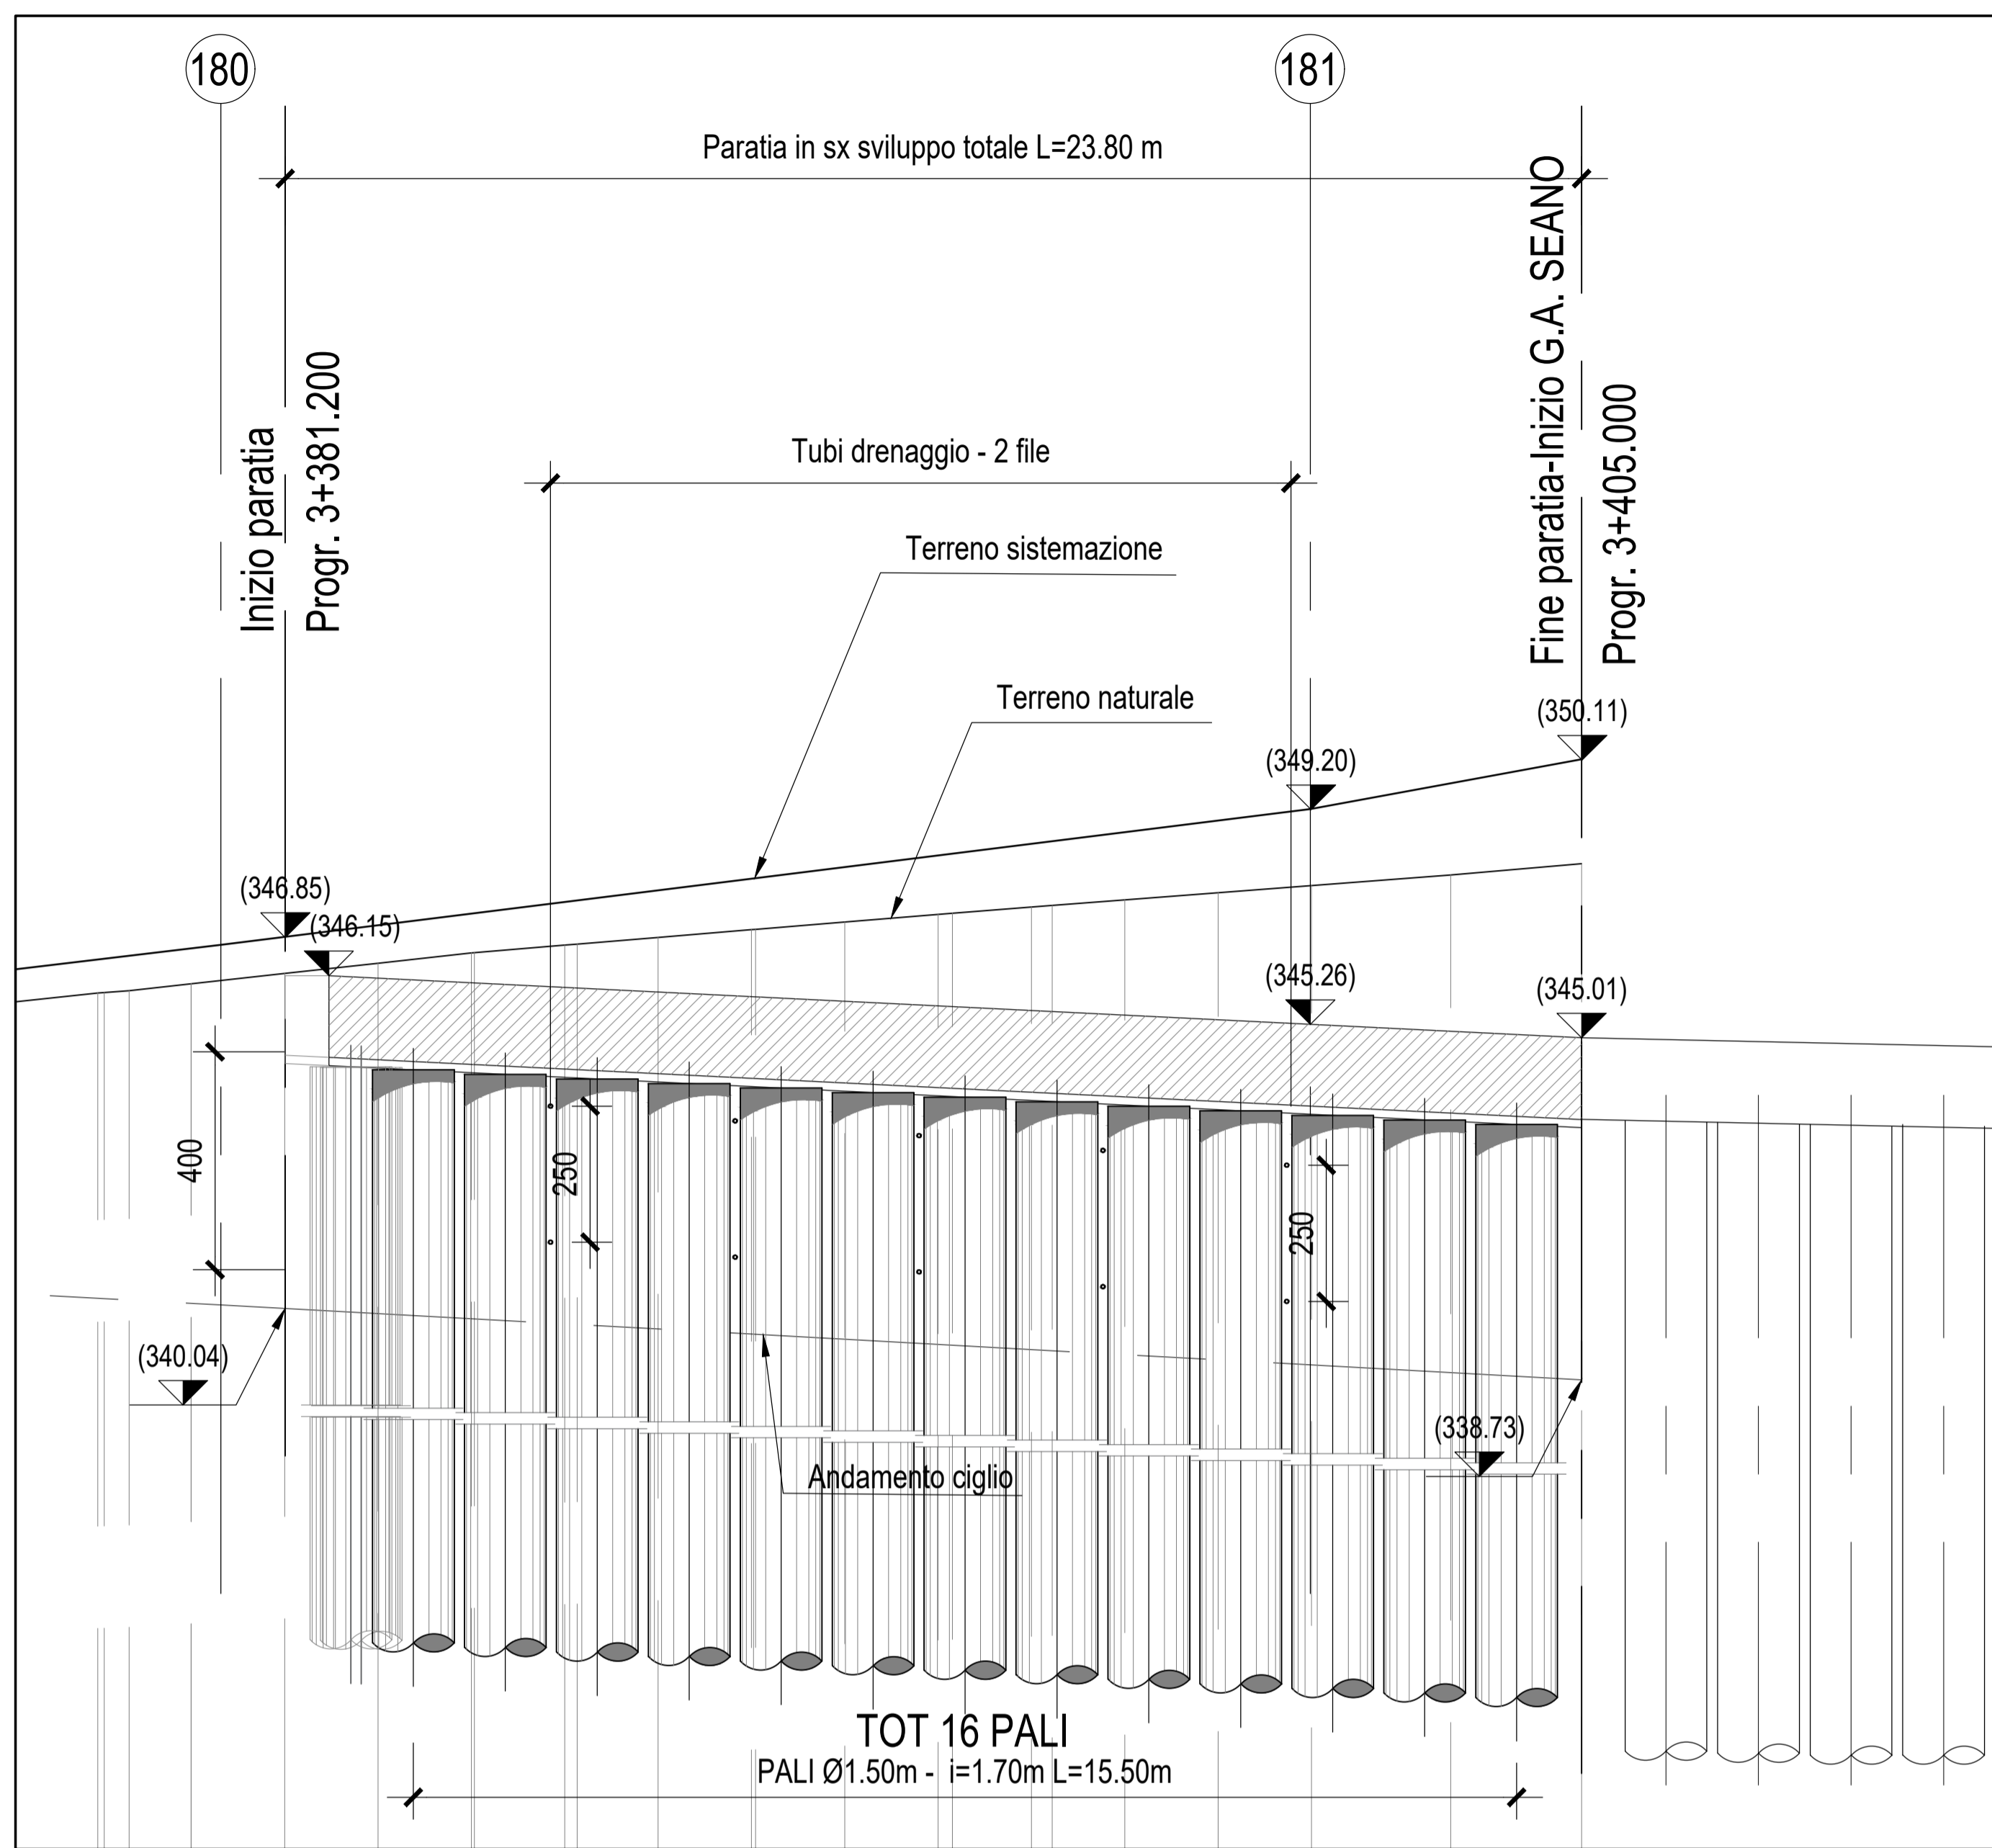 180
181
Paratia in sx sviluppo totale L=23.80 m
Inizio paratia
Progr. 3+381.200
Fine paratia-Inizio G.A. SEANO
Progr. 3+405.000
Tubi drenaggio - 2 file
Terreno sistemazione
Terreno naturale
(350.11)
(349.20)
(346.85)
(346.15)
(345.26)
(345.01)
400
250
250
(340.04)
(338.73)
Andamento ciglio
TOT 16 PALI
PALI Ø1.50m - i=1.70m L=15.50m